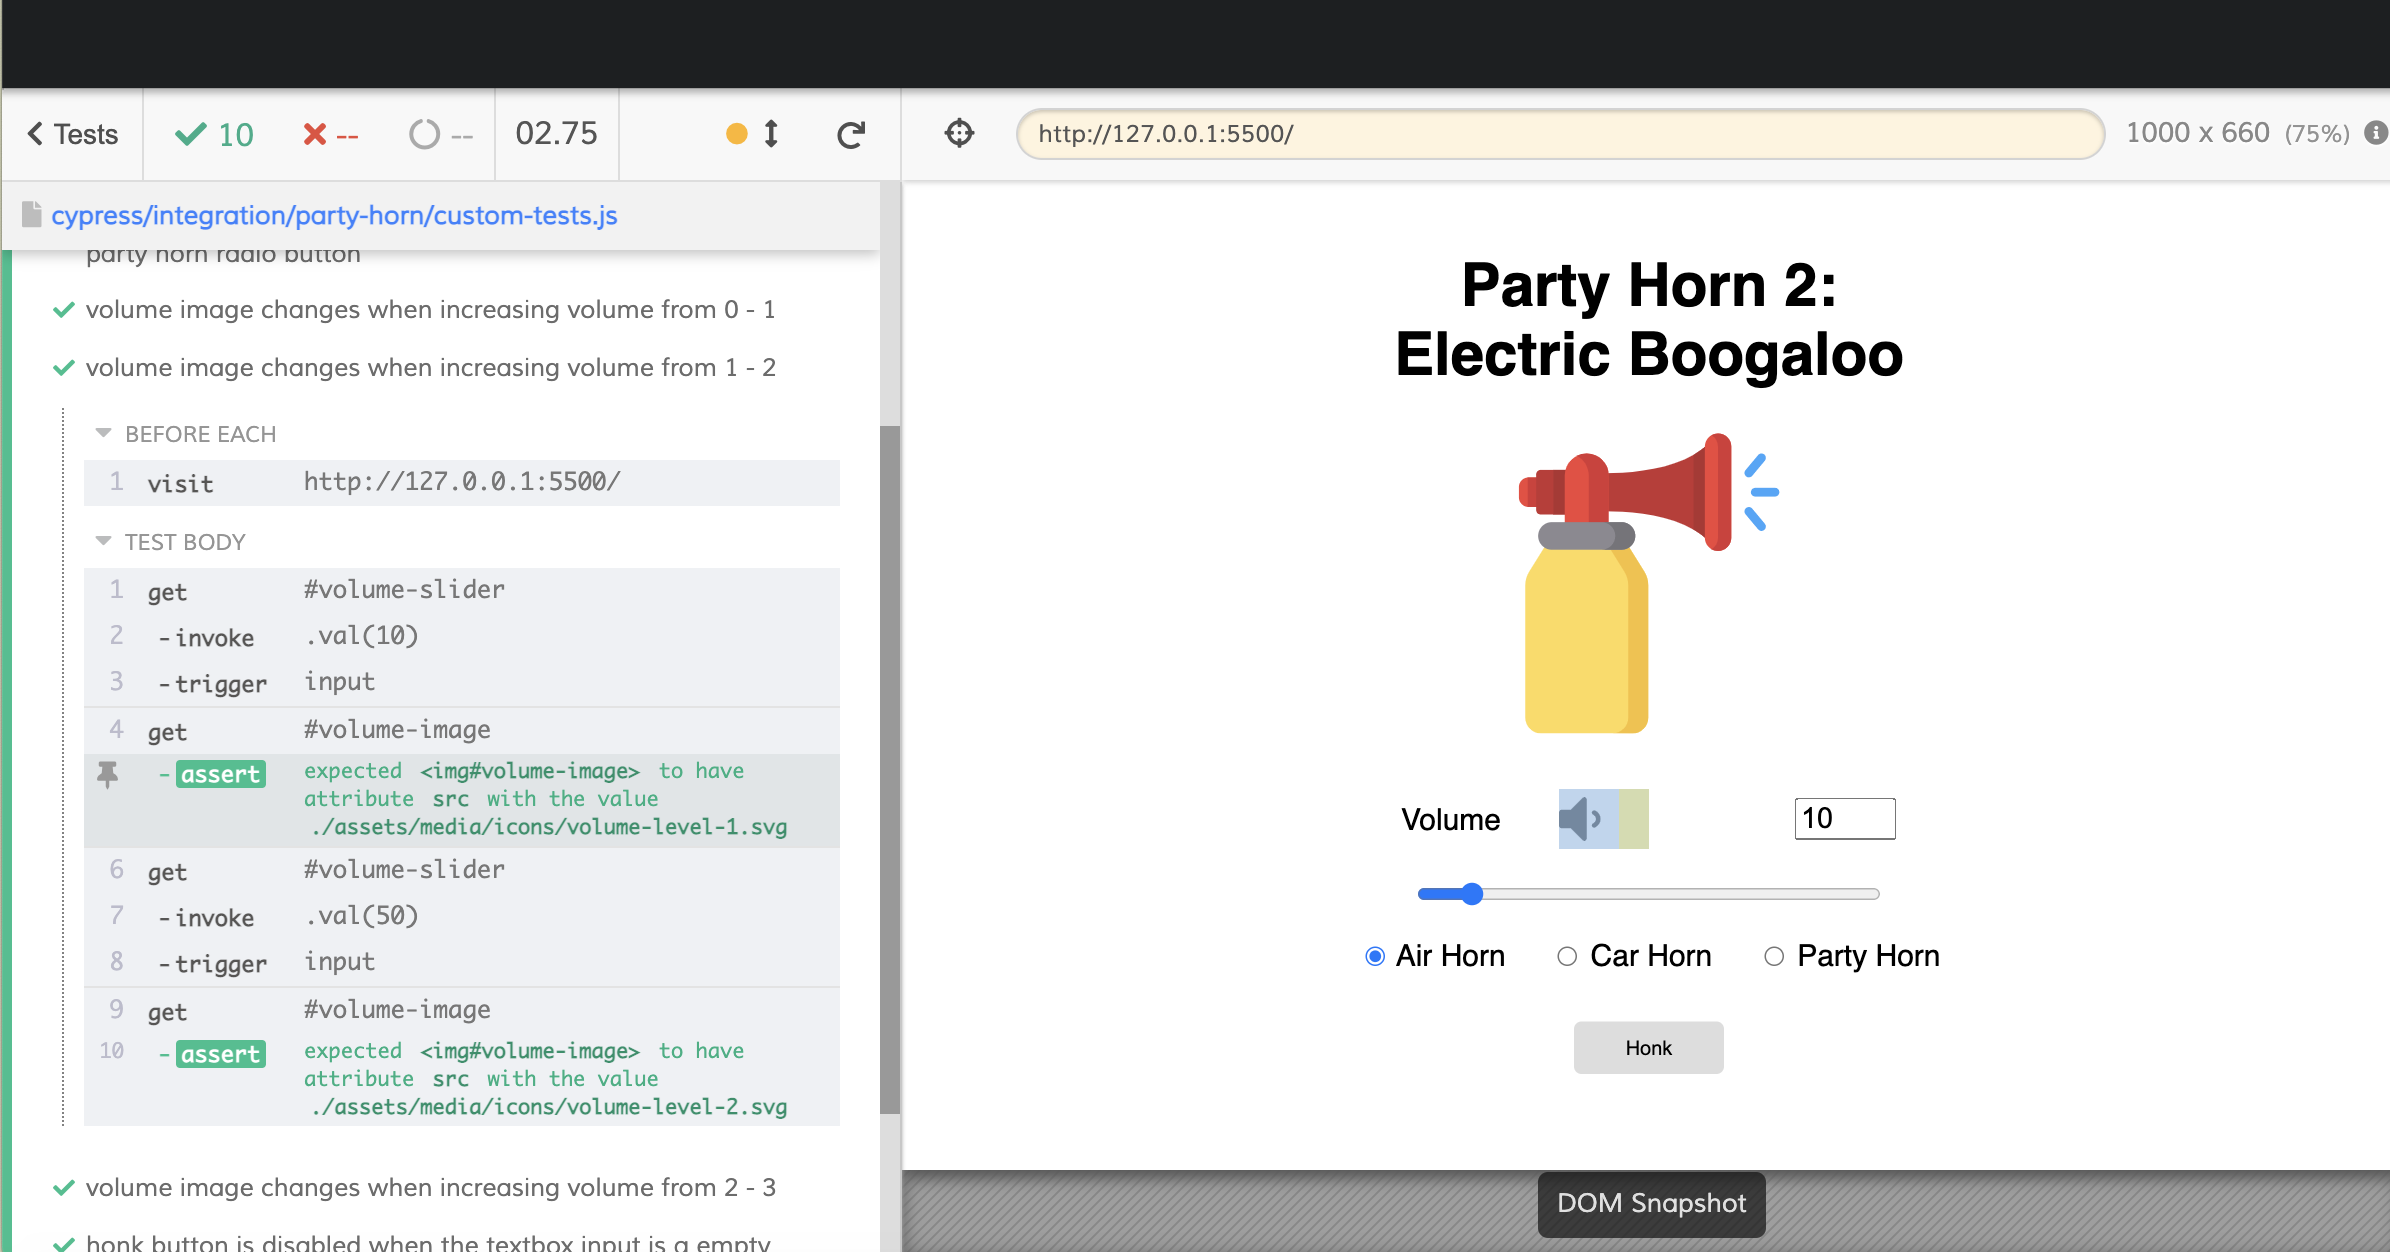 Tests
10
--
--
02.75
http://127.0.0.1:5500/
1000 x 660 (75%)
cypress/integration/party-horn/custom-tests.js
party horn radio button
volume image changes when increasing volume from 0 - 1
volume image changes when increasing volume from 1 - 2
BEFORE EACH
1 visit http://127.0.0.1:5500/
TEST BODY
1 get #volume-slider
2 -invoke .val(10)
3 -trigger input
4 get #volume-image
-assert expected <img#volume-image> to have
attribute src with the value
./assets/media/icons/volume-level-1.svg
6 get #volume-slider
7 -invoke .val(50)
8 -trigger input
9 get #volume-image
10 -assert expected <img#volume-image> to have
attribute src with the value
./assets/media/icons/volume-level-2.svg
volume image changes when increasing volume from 2 - 3
honk button is disabled when the textbox input is a empty
Party Horn 2:
Electric Boogaloo
Volume
10
Air Horn Car Horn Party Horn
Honk
DOM Snapshot